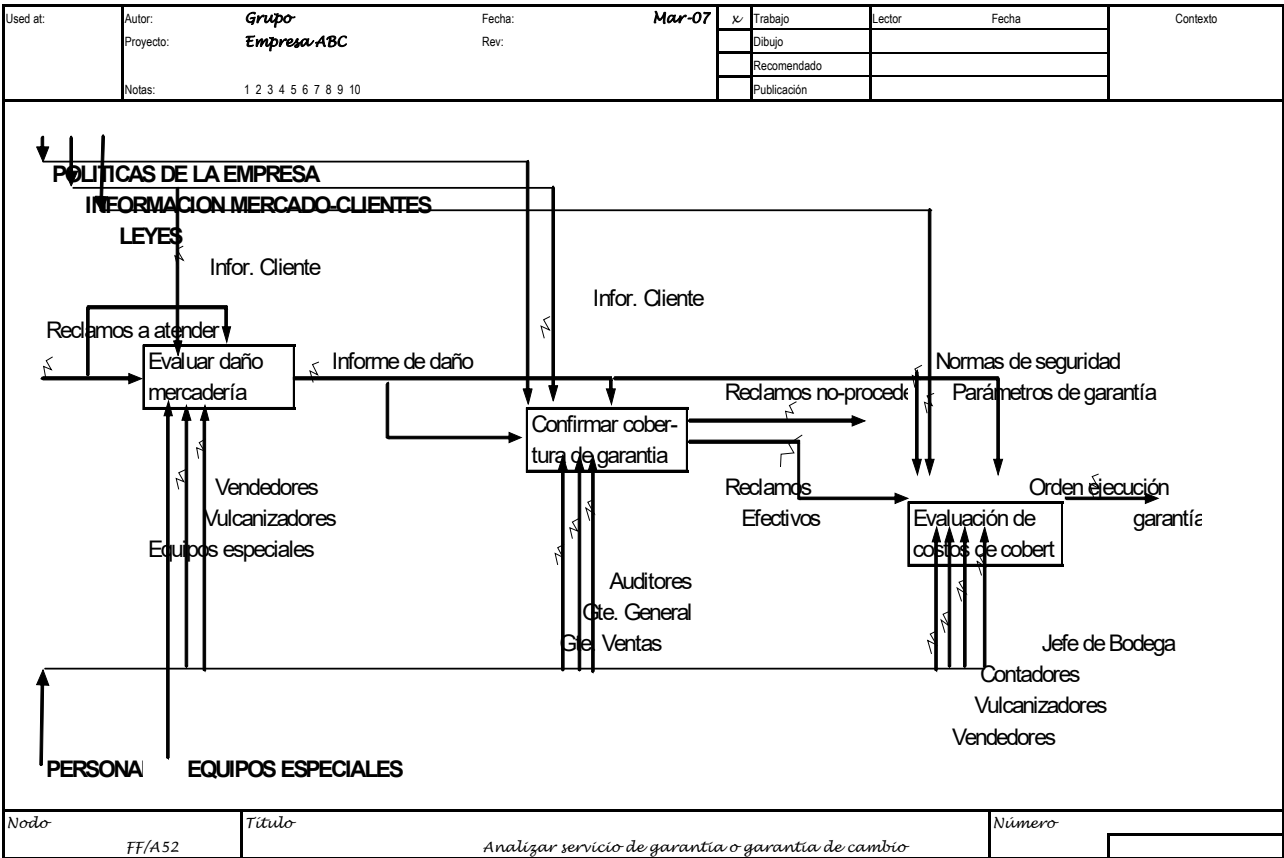 Used at:
Autor: Grupo
Fecha: Mar-07
x Trabajo
Lector Fecha
Contexto
Proyecto: Empresa ABC
Rev:
Dibujo
Recomendado
Notas: 1 2 3 4 5 6 7 8 9 10
Publicación
POLITICAS DE LA EMPRESA
INFORMACION MERCADO-CLIENTES
LEYES
Infor. Cliente
Infor. Cliente
Reclamos a atender
Evaluar daño
mercadería
Informe de daño
Normas de seguridad
Parámetros de garantía
Reclamos no-procede
Confirmar cober-
tura de garantia
Vendedores
Vulcanizadores
Equipos especiales
Reclamos
Efectivos
Orden ejecución
garantía
Evaluación de
costos de cobert
Auditores
Gte. General
Gte. Ventas
Jefe de Bodega
Contadores
Vulcanizadores
Vendedores
PERSONA
EQUIPOS ESPECIALES
Nodo
Título
Número
FF/A52
Analizar servicio de garantía o garantía de cambio